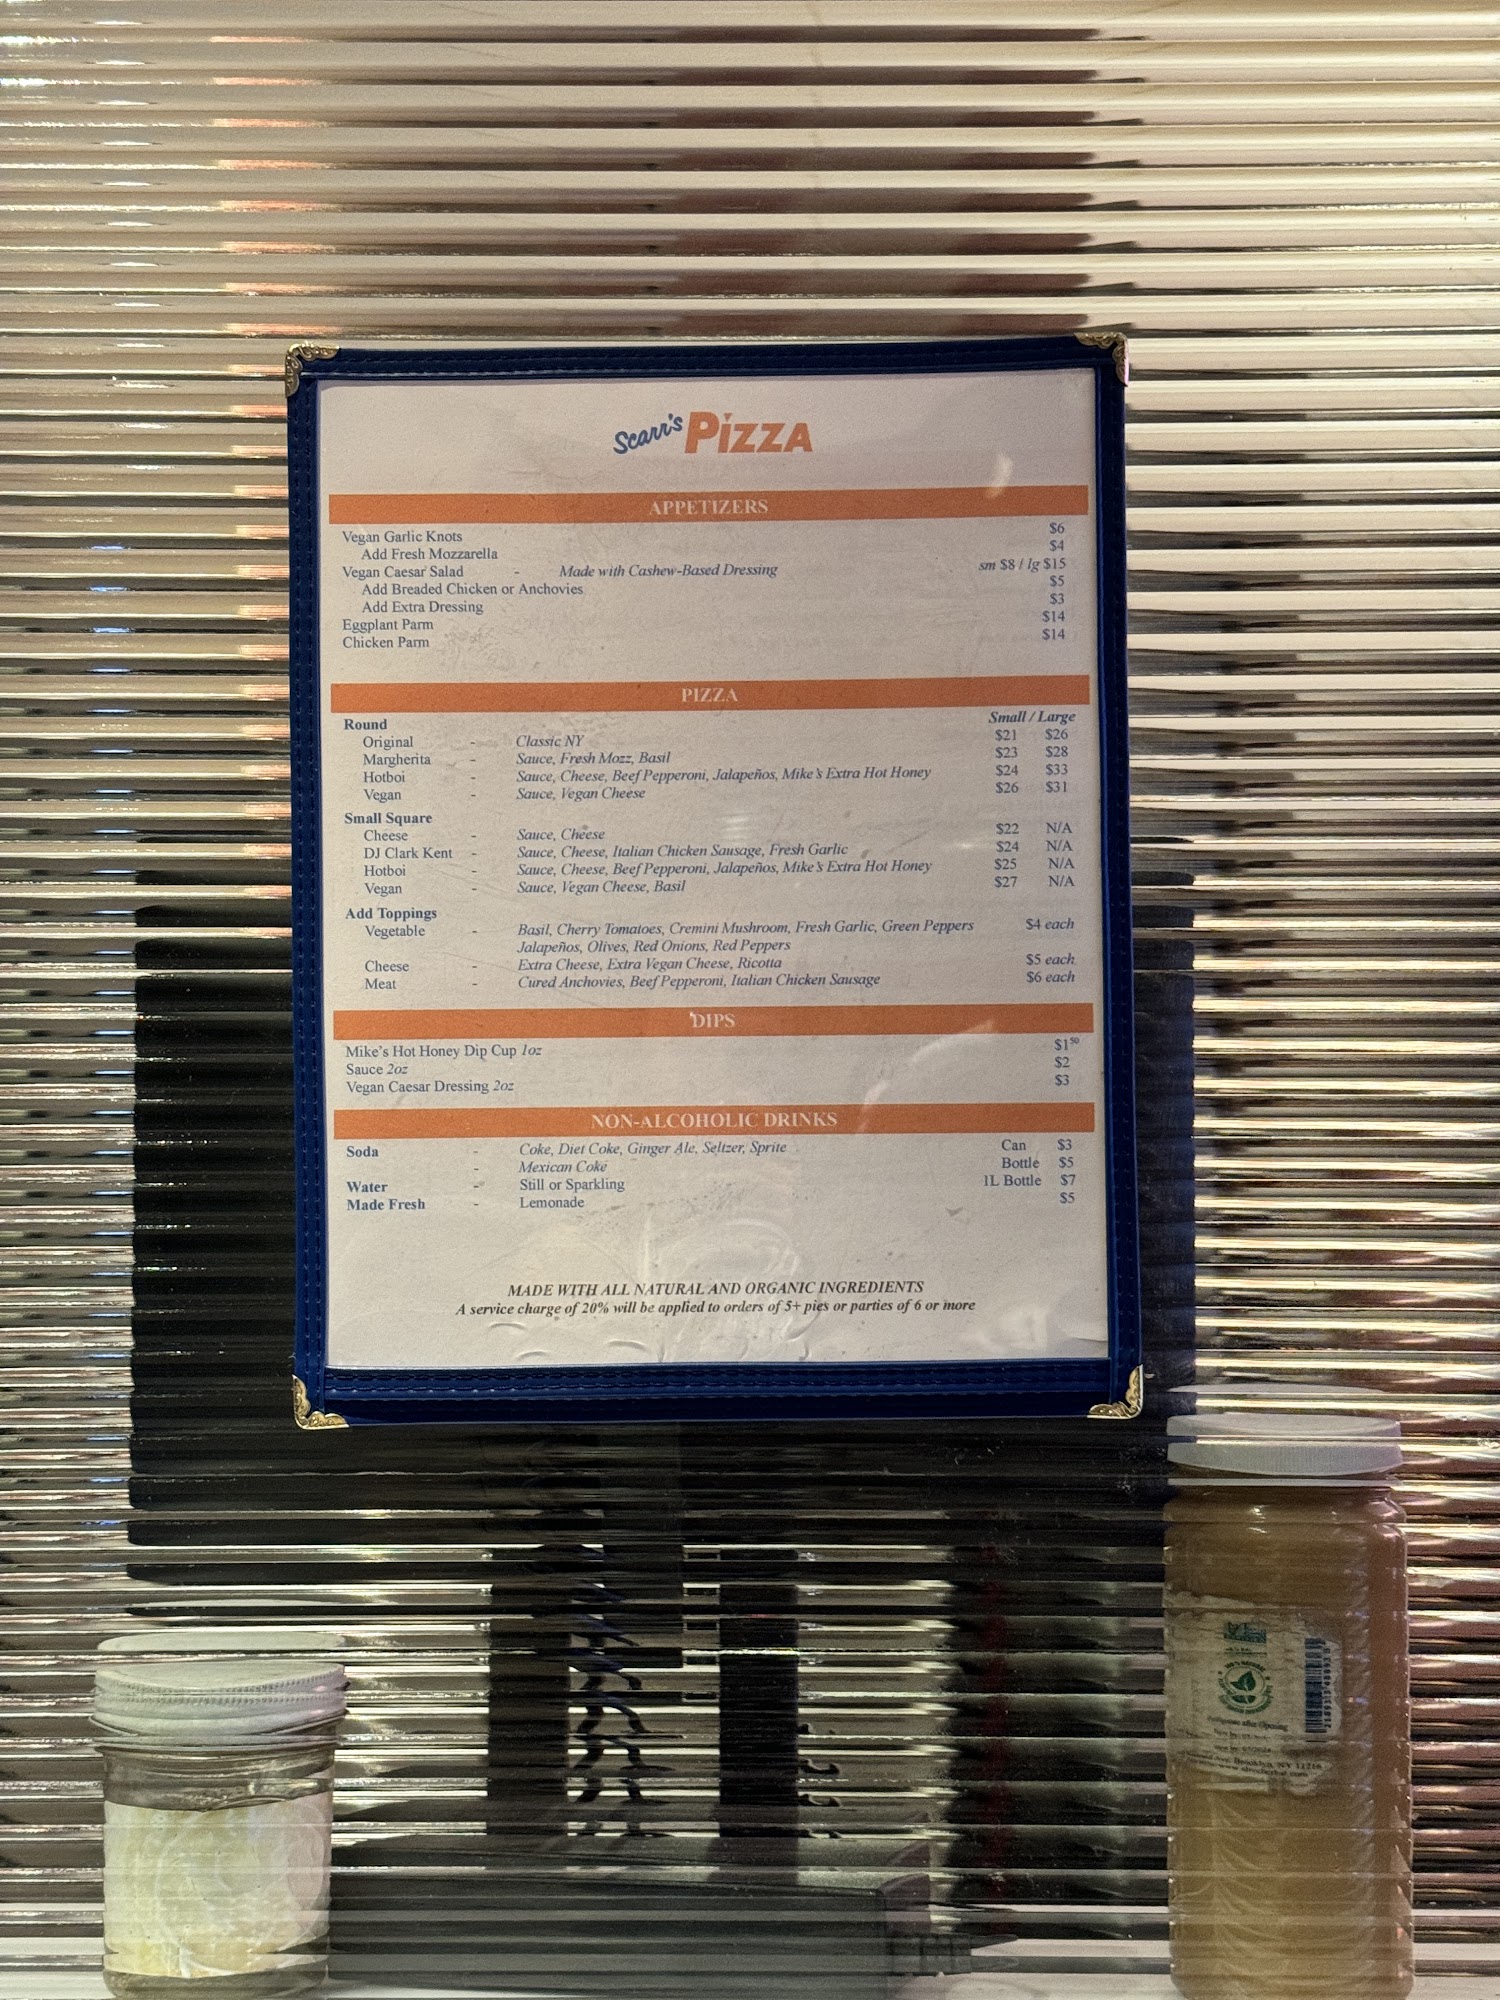 Scarr's PIZZA
APPETIZERS
Vegan Garlic Knots $6
Add Fresh Mozzarella $4
Vegan Caesar Salad - Made with Cashew-Based Dressing sm $8 / lg $15
Add Breaded Chicken or Anchovies $5
Add Extra Dressing $3
Eggplant Parm $14
Chicken Parm $14
PIZZA
Round Small / Large
Original - Classic NY $21 $26
Margherita - Sauce, Fresh Mozz, Basil $23 $28
Hotboi - Sauce, Cheese, Beef Pepperoni, Jalapeños, Mike's Extra Hot Honey $24 $33
Vegan - Sauce, Vegan Cheese $26 $31
Small Square
Cheese - Sauce, Cheese $22 N/A
DJ Clark Kent - Sauce, Cheese, Italian Chicken Sausage, Fresh Garlic $24 N/A
Hotboi - Sauce, Cheese, Beef Pepperoni, Jalapeños, Mike's Extra Hot Honey $25 N/A
Vegan - Sauce, Vegan Cheese, Basil $27 N/A
Add Toppings
Vegetable - Basil, Cherry Tomatoes, Cremini Mushroom, Fresh Garlic, Green Peppers $4 each
Jalapeños, Olives, Red Onions, Red Peppers
Cheese - Extra Cheese, Extra Vegan Cheese, Ricotta $5 each
Meat - Cured Anchovies, Beef Pepperoni, Italian Chicken Sausage $6 each
DIPS
Mike's Hot Honey Dip Cup 1oz $1⁵⁰
Sauce 2oz $2
Vegan Caesar Dressing 2oz $3
NON-ALCOHOLIC DRINKS
Soda - Coke, Diet Coke, Ginger Ale, Seltzer, Sprite Can $3
- Mexican Coke Bottle $5
Water - Still or Sparkling 1L Bottle $7
Made Fresh - Lemonade $5
MADE WITH ALL NATURAL AND ORGANIC INGREDIENTS
A service charge of 20% will be applied to orders of 5+ pies or parties of 6 or more
after Opening
Brooklyn, NY